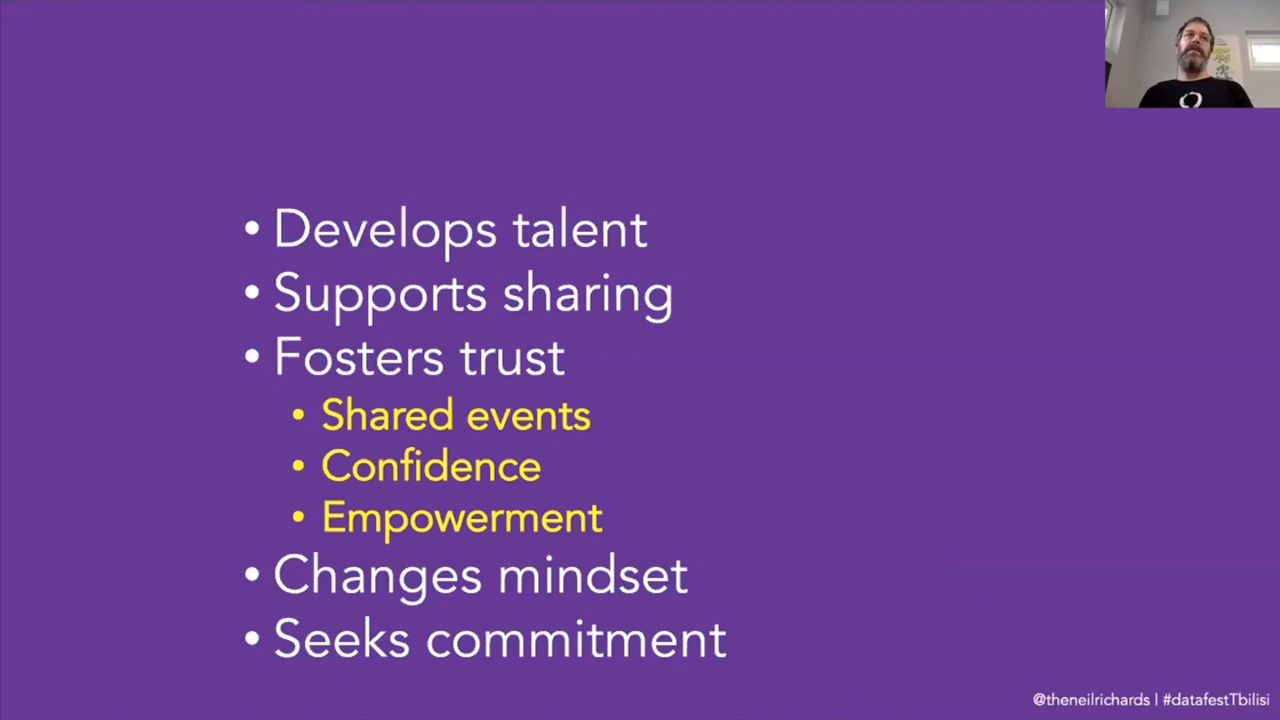 • Develops talent
• Supports sharing
• Fosters trust
• Shared events
• Confidence
• Empowerment
• Changes mindset
• Seeks commitment
@theneilrichards | #datafestTbilisi